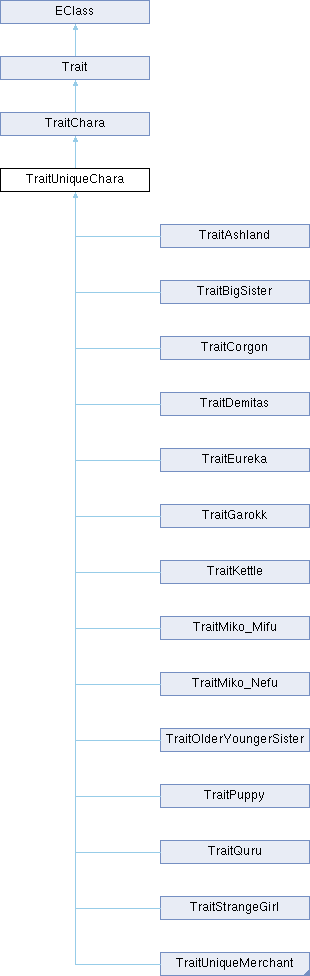 EClass
Trait
TraitChara
TraitUniqueChara
TraitAshland
TraitBigSister
TraitCorgon
TraitDemitas
TraitEureka
TraitGarokk
TraitKettle
TraitMiko_Mifu
TraitMiko_Nefu
TraitOlderYoungerSister
TraitPuppy
TraitQuru
TraitStrangeGirl
TraitUniqueMerchant